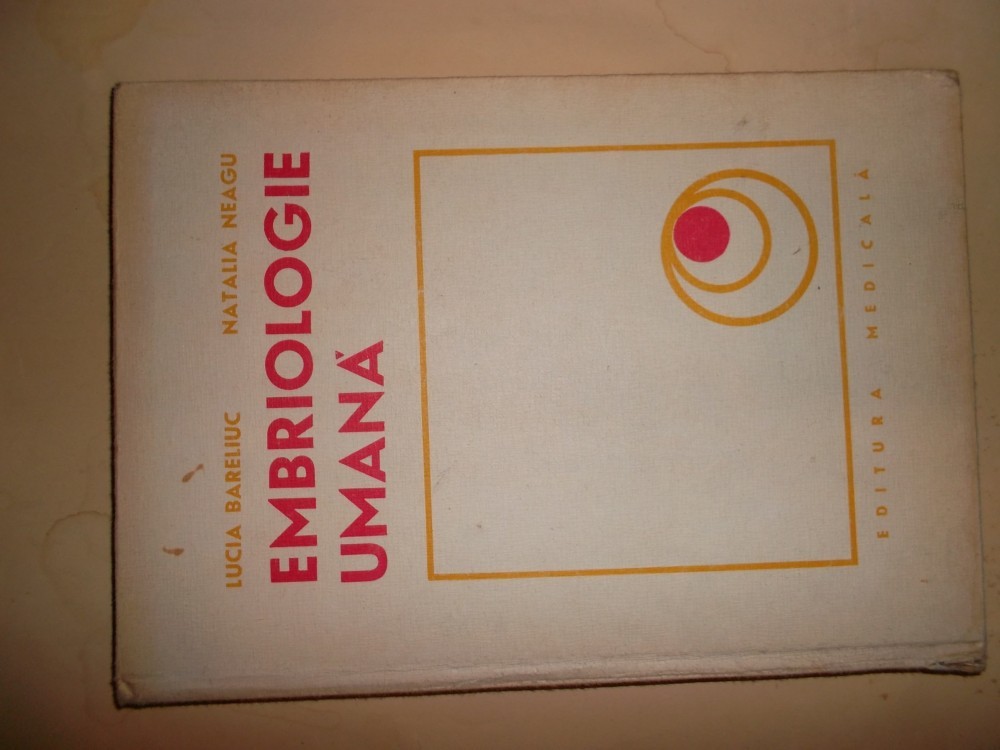 LUCIA BARELIUC NATALIA NEAGU
EMBRIOLOGIE
UMANĂ
EDITURA MEDICALĂ